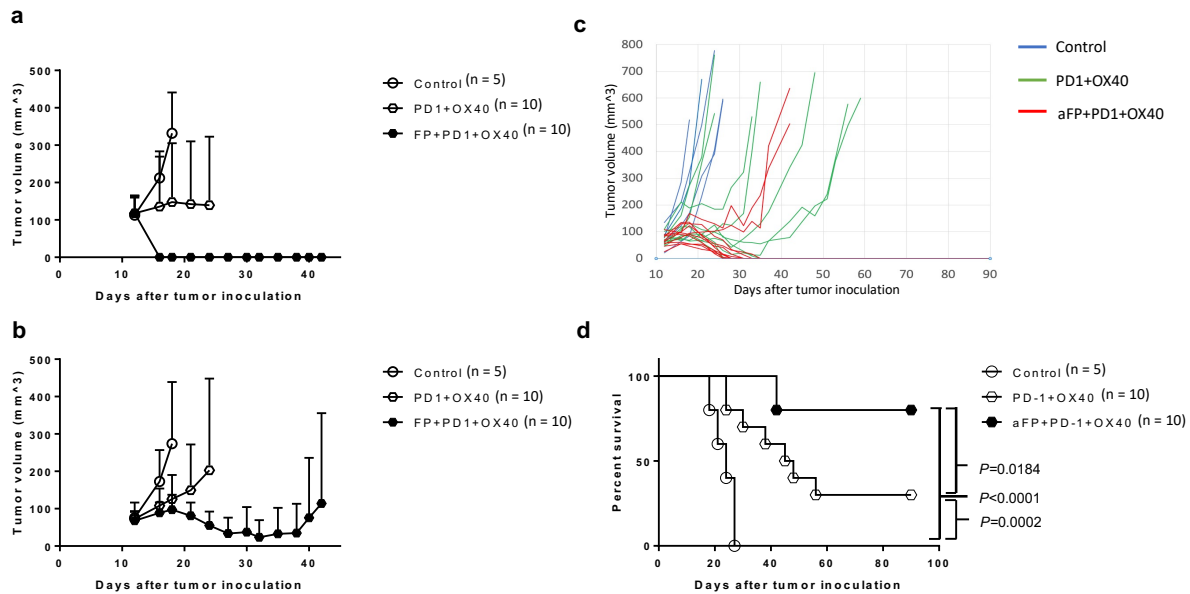 a
Tumor volume (mm^3)
500
400
300
200
100
0
0 10 20 30 40
Days after tumor inoculation
Control (n = 5)
PD1+OX40 (n = 10)
FP+PD1+OX40 (n = 10)
c
Tumor volume (mm^3)
800
700
600
500
400
300
200
100
0
10 20 30 40 50 60 70 80 90
Days after tumor inoculation
Control
PD1+OX40
aFP+PD1+OX40
b
Tumor volume (mm^3)
500
400
300
200
100
0
0 10 20 30 40
Days after tumor inoculation
Control (n = 5)
PD1+OX40 (n = 10)
FP+PD1+OX40 (n = 10)
d
Percent survival
100
50
0
0 20 40 60 80 100
Days after tumor inoculation
Control (n = 5)
PD-1+OX40 (n = 10)
aFP+PD-1+OX40 (n = 10)
P=0.0184
P<0.0001
P=0.0002